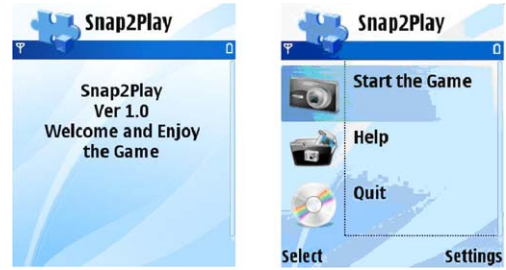 Snap2Play
Snap2Play
Ver 1.0
Welcome and Enjoy
the Game
Snap2Play
Start the Game
Help
Quit
Select Settings